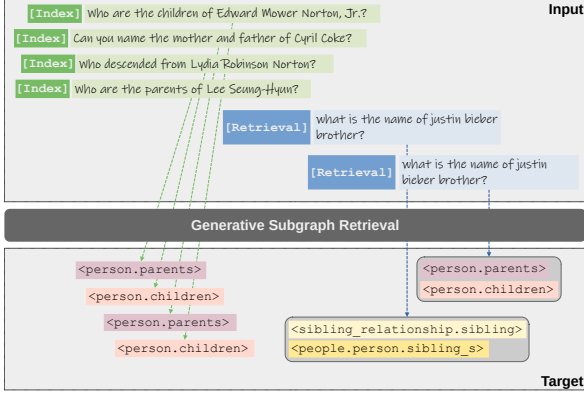 Input
[Index] Who are the children of Edward Mower Norton, Jr.?
[Index] Can you name the mother and father of Cyril Coke?
[Index] Who descended from Lydia Robinson Norton?
[Index] Who are the parents of Lee Seung-Hyun?
[Retrieval] what is the name of justin bieber
brother?
[Retrieval] what is the name of justin
bieber brother?
Generative Subgraph Retrieval
<person.parents>
<person.children>
<person.parents>
<person.children>
<person.parents>
<person.children>
<sibling_relationship.sibling>
<people.person.sibling_s>
Target